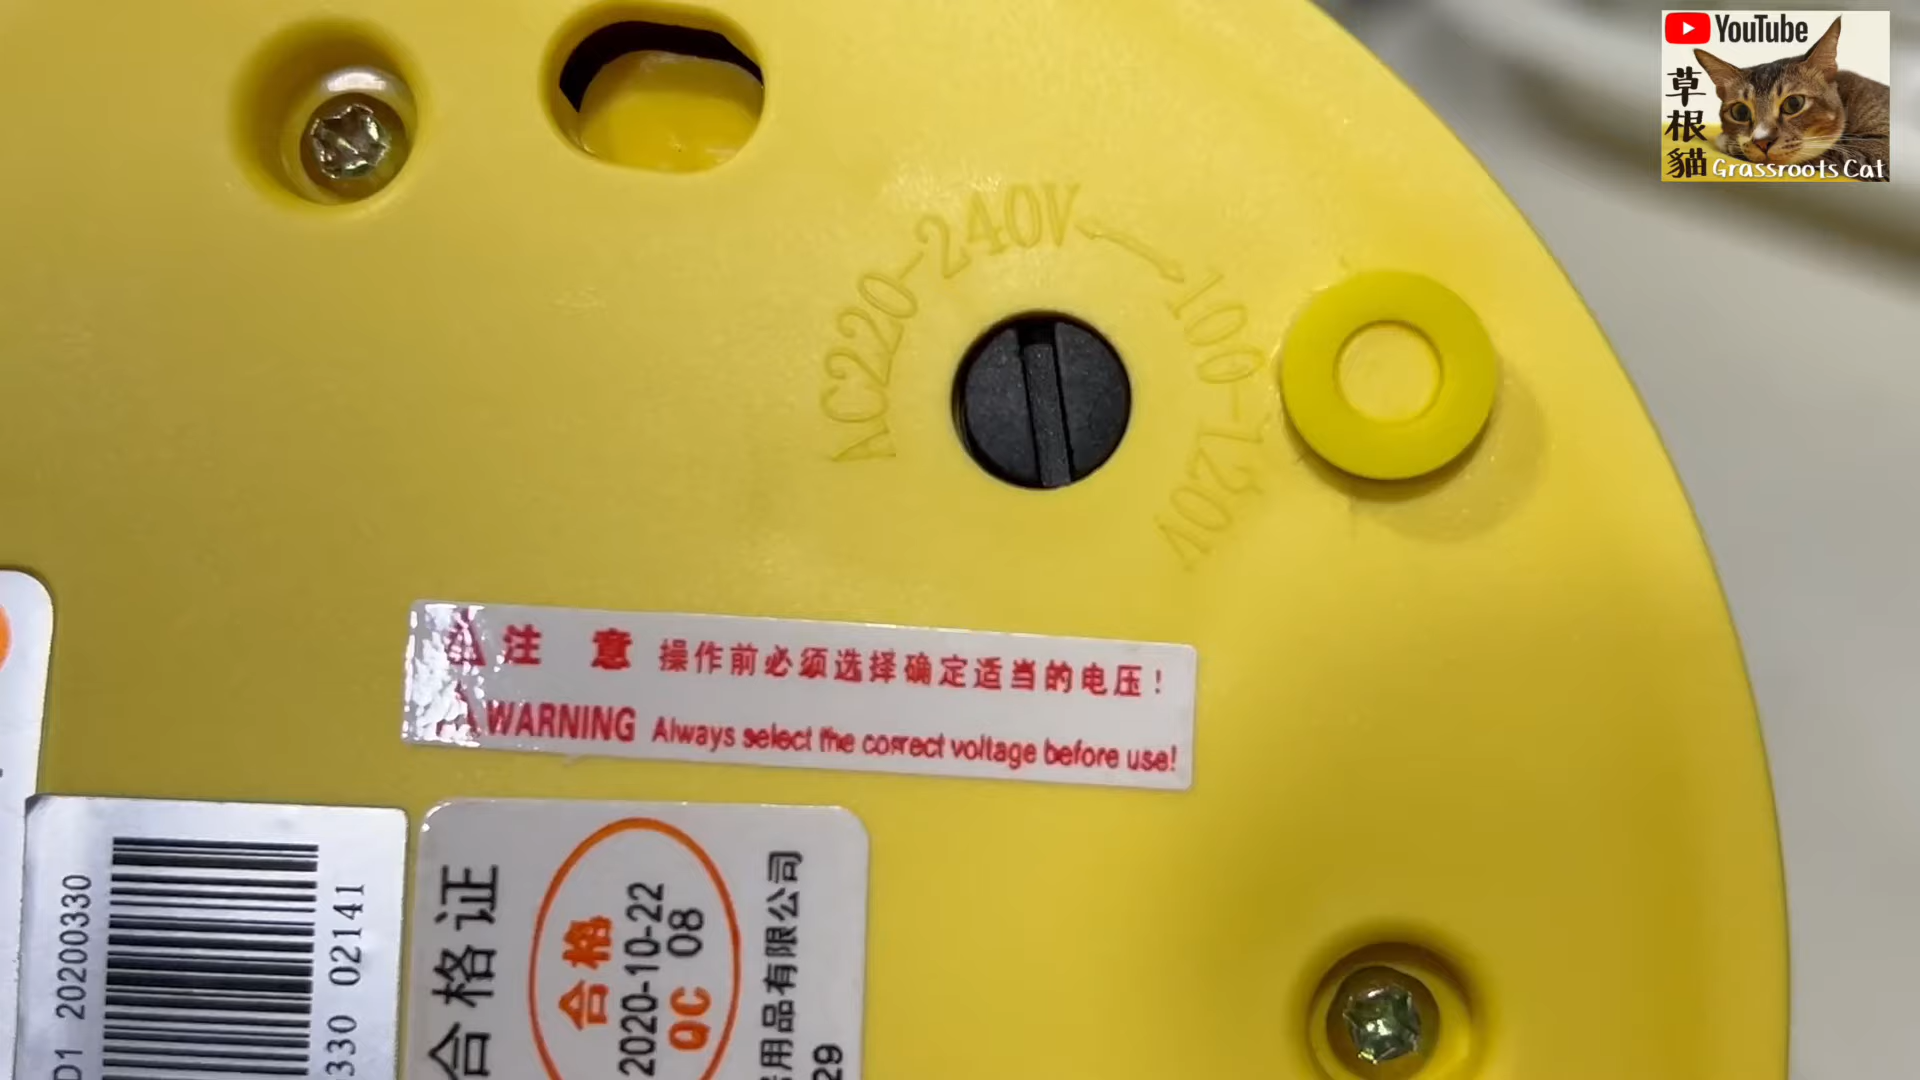 YouTube
草根貓
Grassroots Cat
AC220-240V
100-120V
注 意 操作前必须选择确定适当的电压!
WARNING Always select the correct voltage before use!
D1 20200330
330 02141
合格证
合格
2020-10-22
QC 08
用品有限公司
29